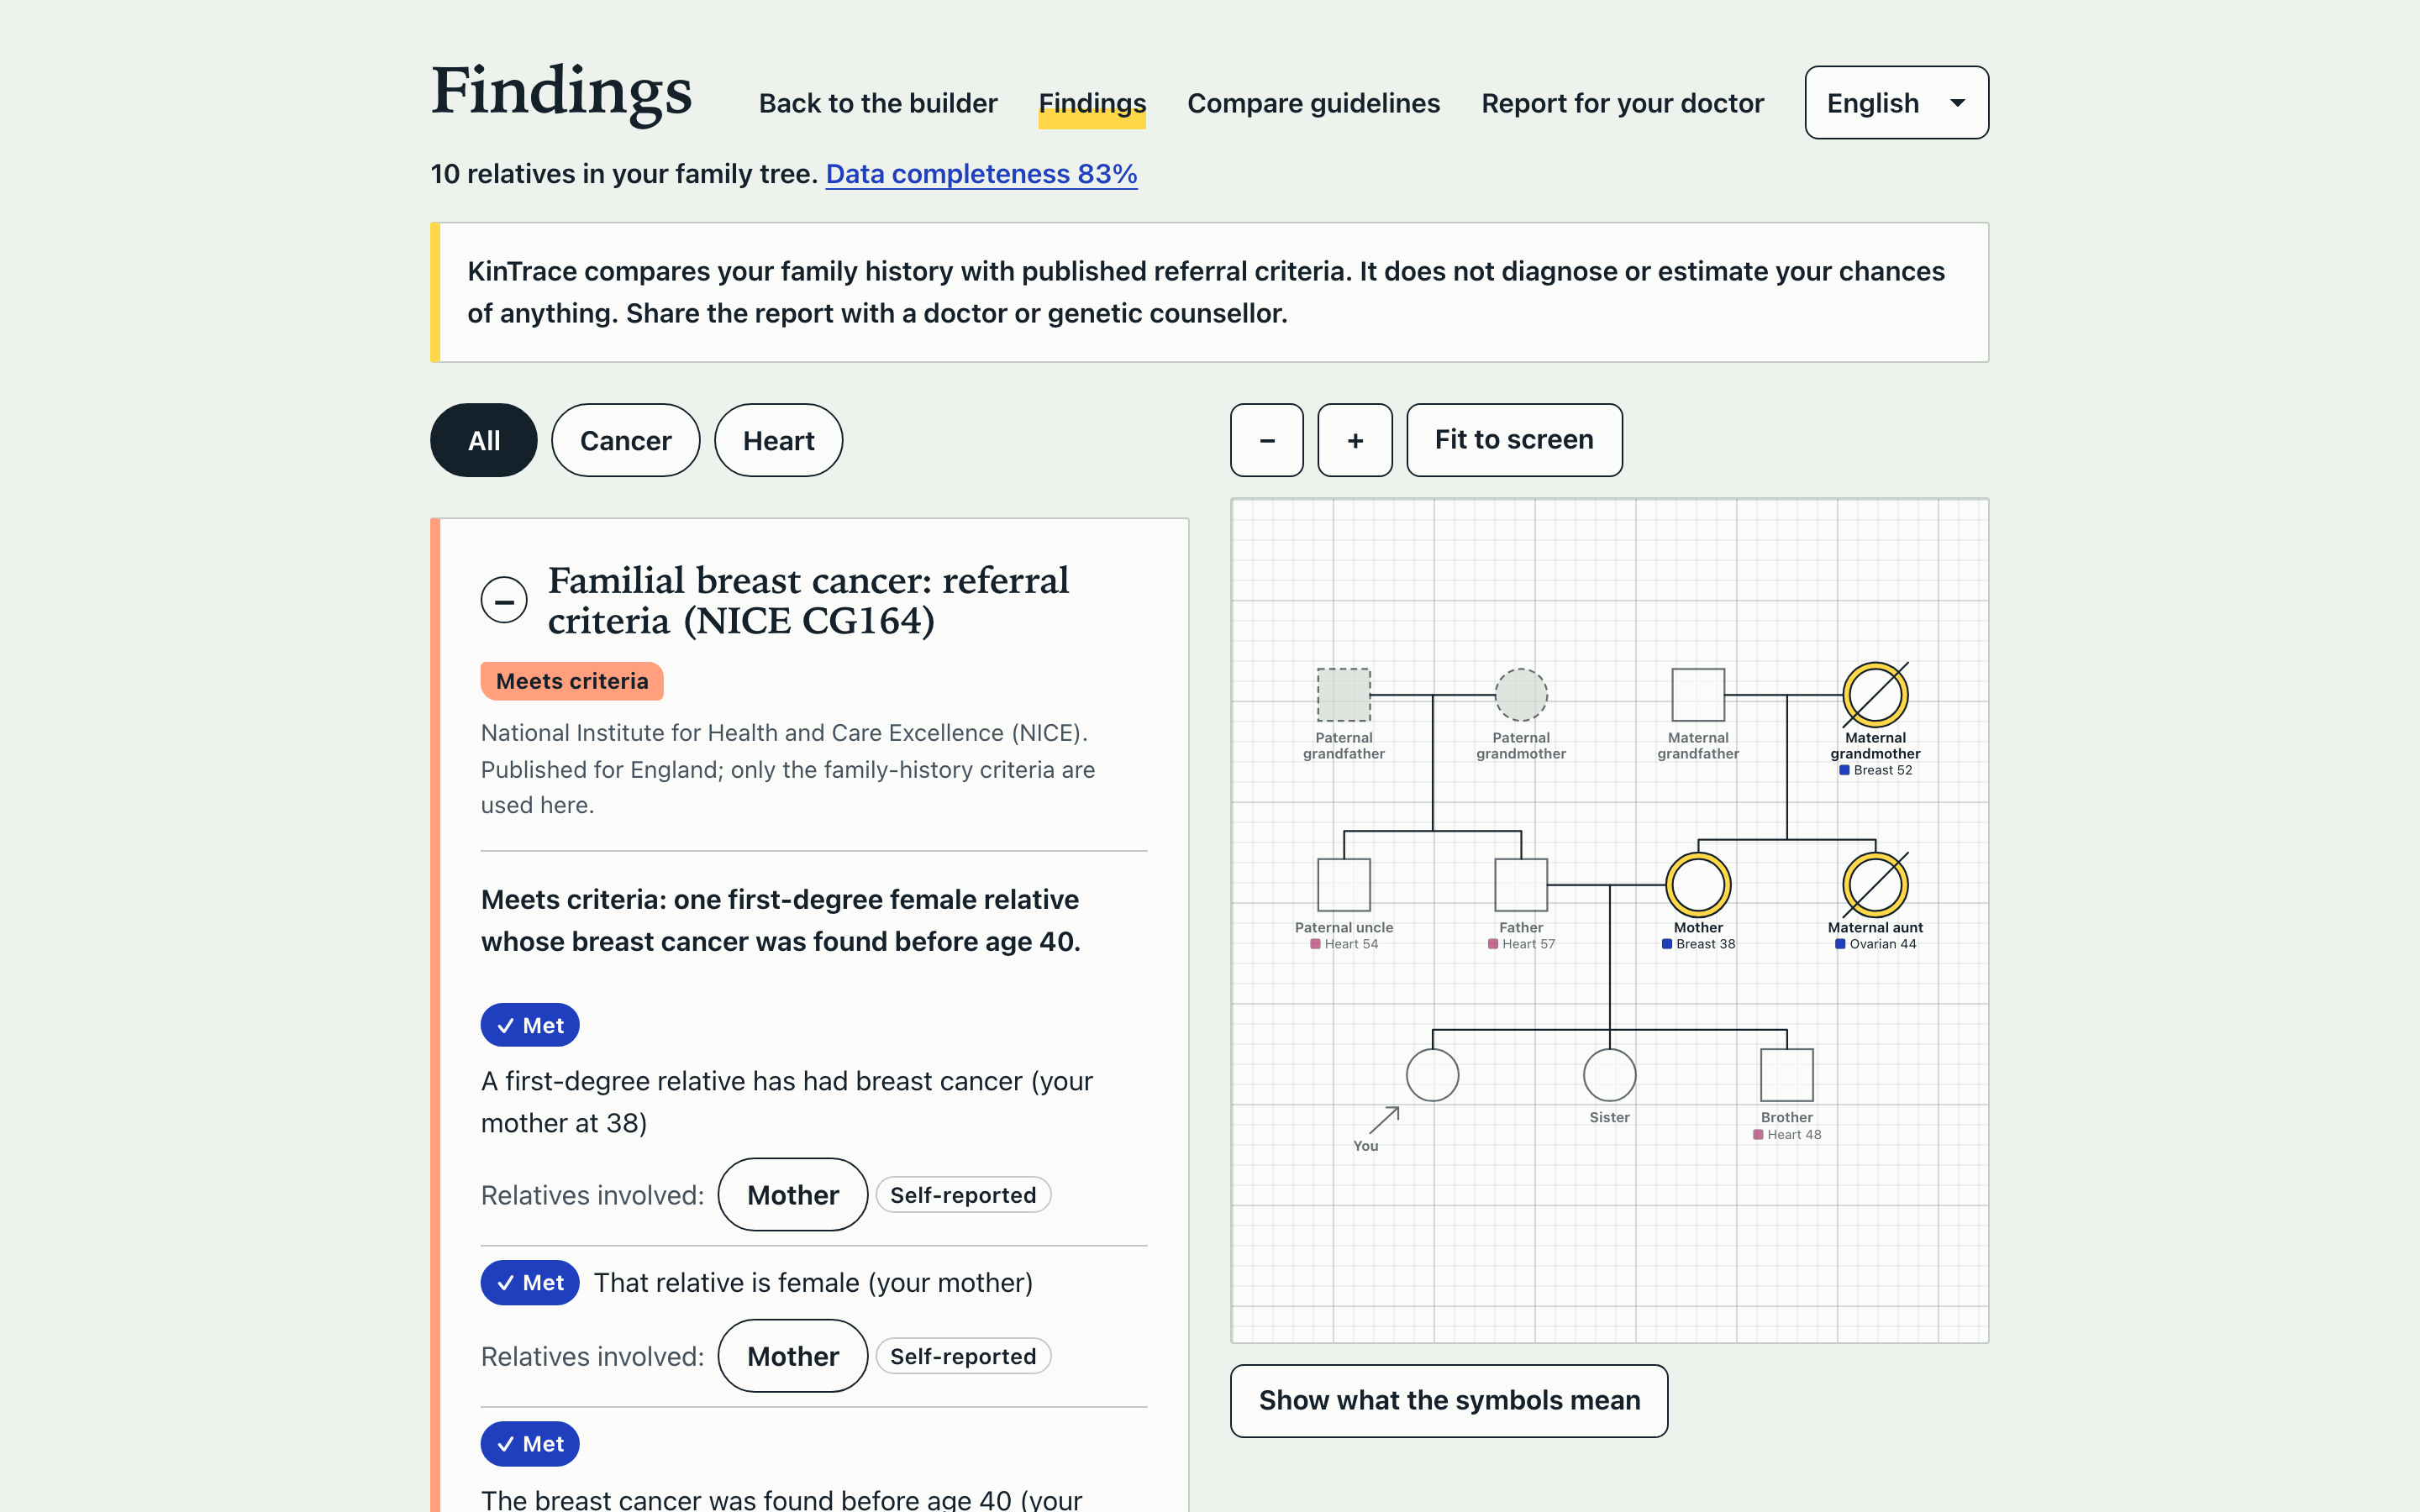 Findings
Back to the builder
Findings
Compare guidelines
Report for your doctor
English
10 relatives in your family tree. Data completeness 83%
KinTrace compares your family history with published referral criteria. It does not diagnose or estimate your chances
of anything. Share the report with a doctor or genetic counsellor.
All
Cancer
Heart
Familial breast cancer: referral
criteria (NICE CG164)
Meets criteria
National Institute for Health and Care Excellence (NICE).
Published for England; only the family-history criteria are
used here.
Meets criteria: one first-degree female relative
whose breast cancer was found before age 40.
✓ Met
A first-degree relative has had breast cancer (your
mother at 38)
Relatives involved: Mother Self-reported
✓ Met That relative is female (your mother)
Relatives involved: Mother Self-reported
✓ Met
The breast cancer was found before age 40 (your
−
+
Fit to screen
Paternal
grandfather
Paternal
grandmother
Maternal
grandfather
Maternal
grandmother
Breast 52
Paternal uncle
Heart 54
Father
Heart 57
Mother
Breast 38
Maternal aunt
Ovarian 44
You
Sister
Brother
Heart 48
Show what the symbols mean